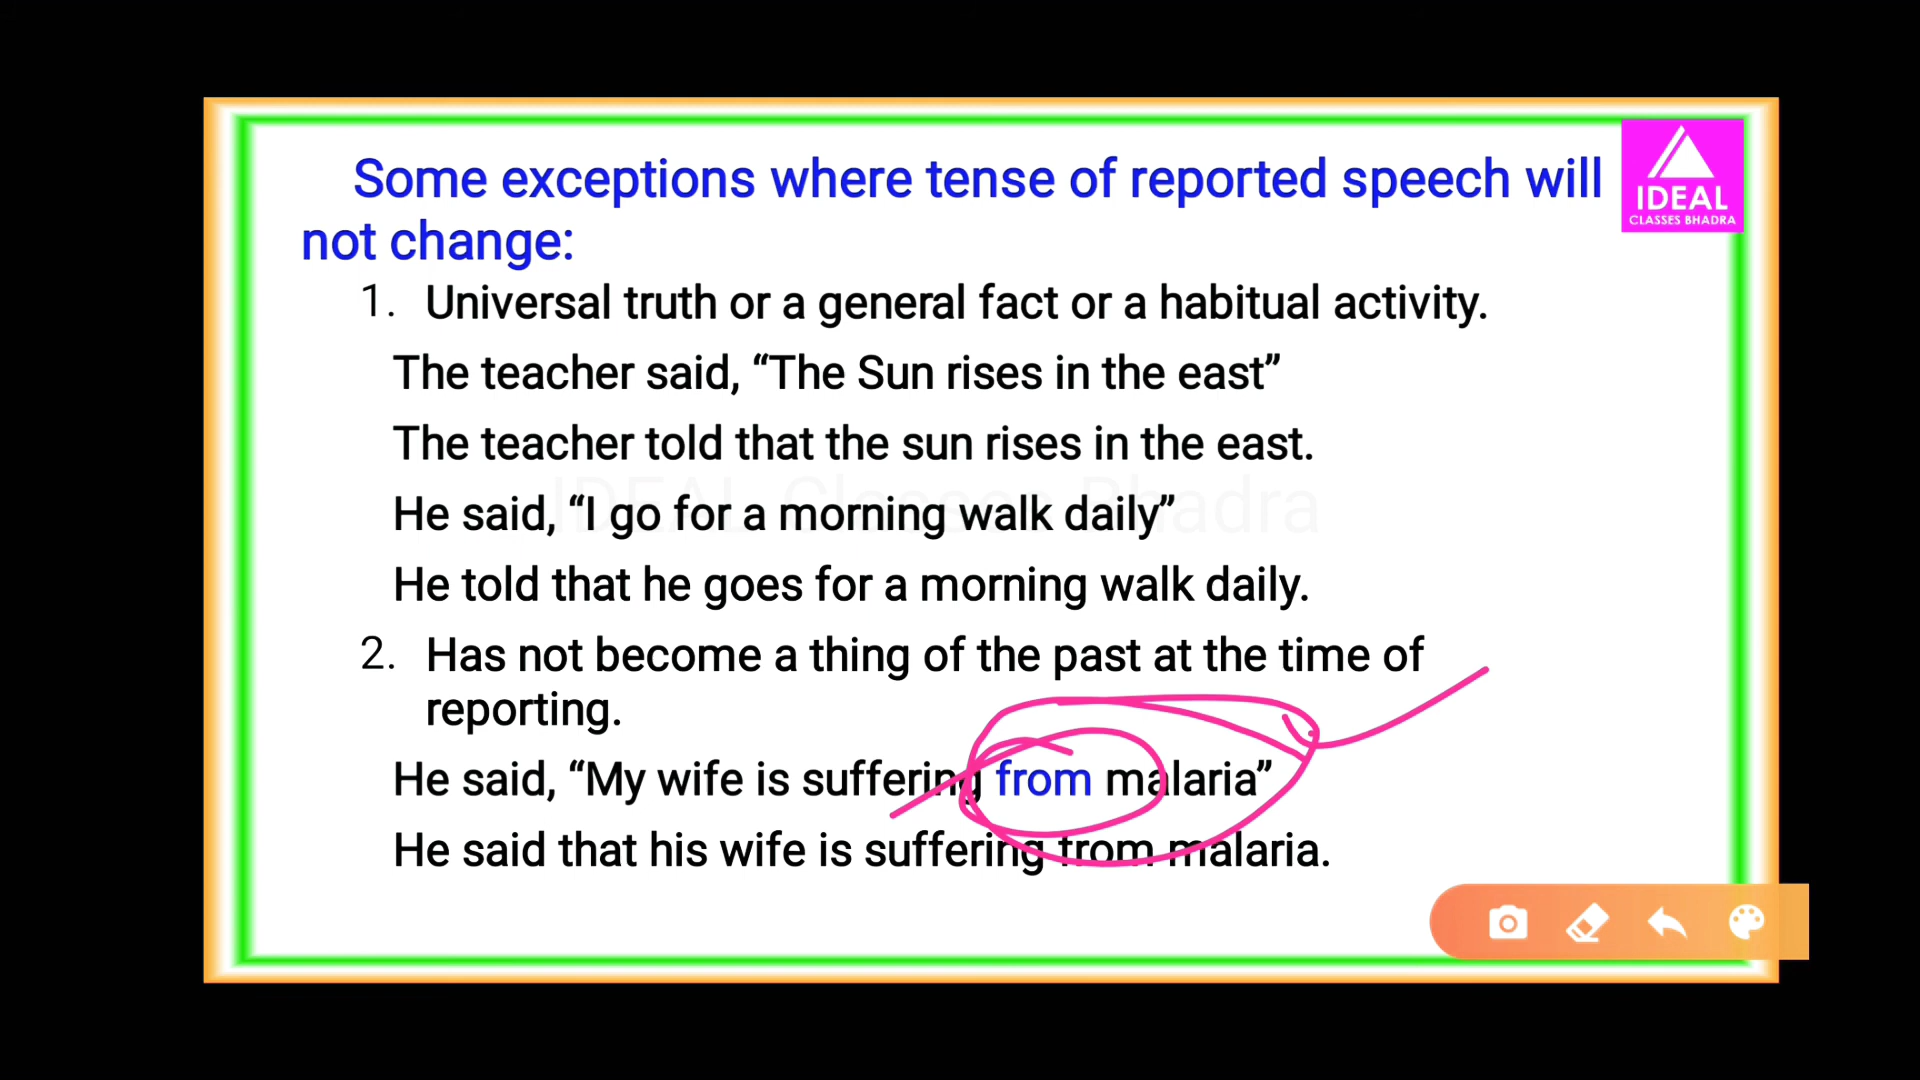 Some exceptions where tense of reported speech will
not change:
IDEAL
CLASSES BHADRA
1. Universal truth or a general fact or a habitual activity.
The teacher said, “The Sun rises in the east”
The teacher told that the sun rises in the east.
IDEAL Classes Bhadra
He said, “I go for a morning walk daily”
He told that he goes for a morning walk daily.
2. Has not become a thing of the past at the time of
reporting.
He said, “My wife is suffering from malaria”
He said that his wife is suffering from malaria.